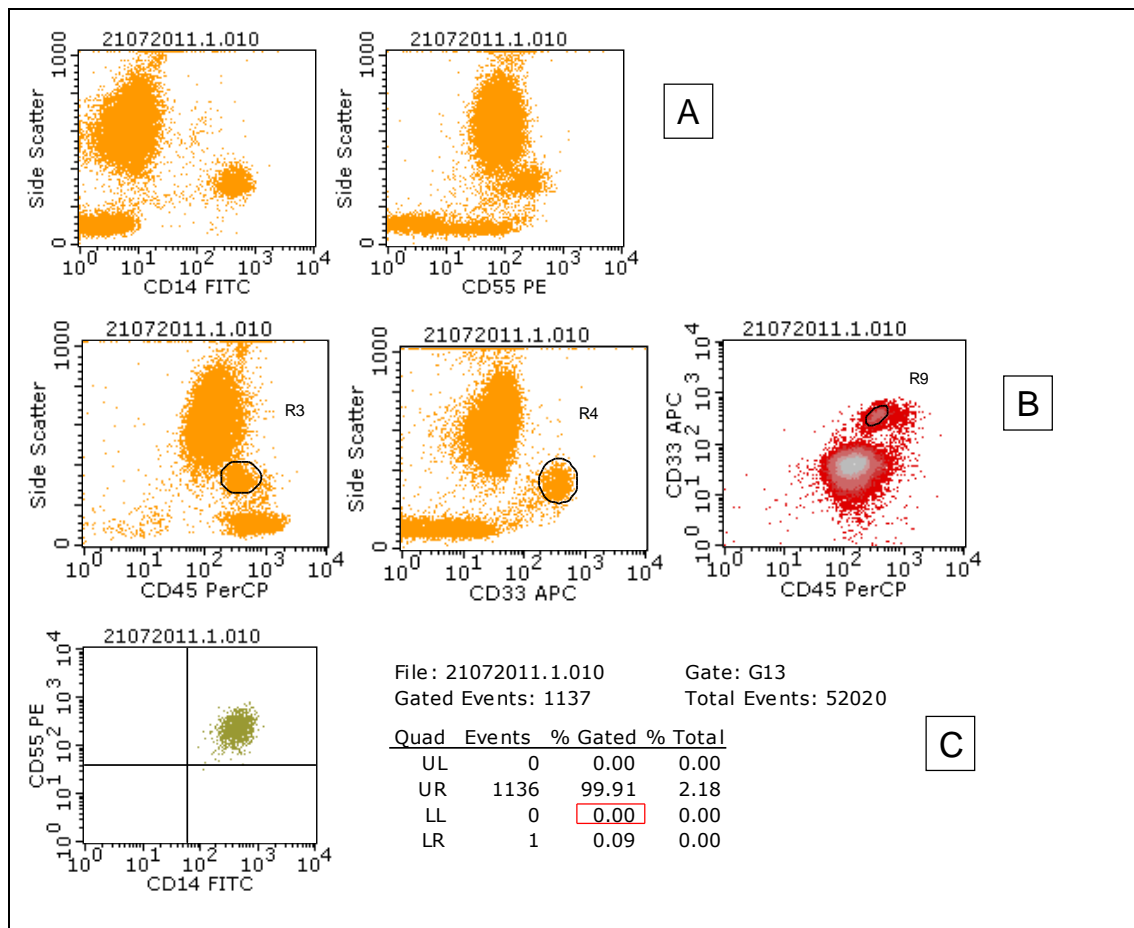 21072011.1.010
21072011.1.010
Side Scatter
0 1000
10^0 10^1 10^2 10^3 10^4
CD14 FITC
Side Scatter
0 1000
10^0 10^1 10^2 10^3 10^4
CD55 PE
A
21072011.1.010
21072011.1.010
21072011.1.010
Side Scatter
0 1000
R3
10^0 10^1 10^2 10^3 10^4
CD45 PerCP
Side Scatter
0 1000
R4
10^0 10^1 10^2 10^3 10^4
CD33 APC
CD33 APC
10^0 10^1 10^2 10^3 10^4
R9
10^0 10^1 10^2 10^3 10^4
CD45 PerCP
B
21072011.1.010
CD55 PE
10^0 10^1 10^2 10^3 10^4
10^0 10^1 10^2 10^3 10^4
CD14 FITC
File: 21072011.1.010 Gate: G13
Gated Events: 1137 Total Events: 52020
Quad Events % Gated % Total
UL 0 0.00 0.00
UR 1136 99.91 2.18
LL 0 0.00 0.00
LR 1 0.09 0.00
C